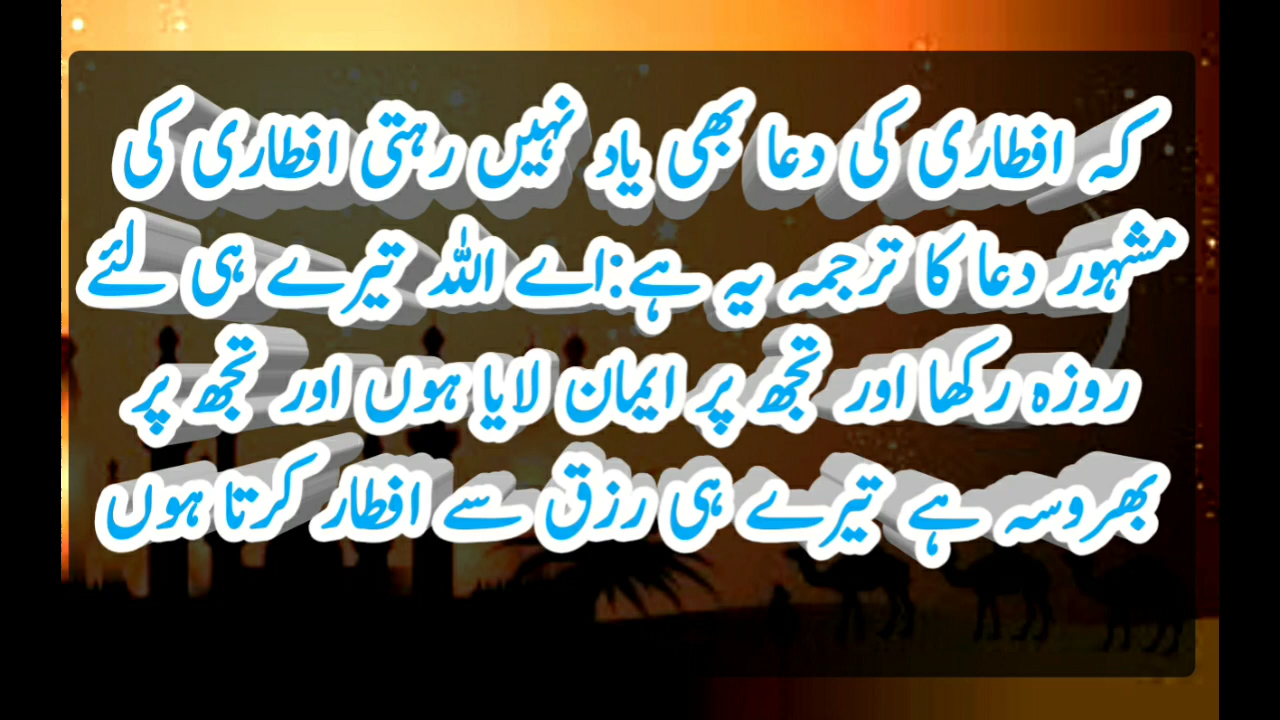 کہ افطاری کی دعا بھی یاد نہیں رہتی افطاری کی
مشہور دعا کا ترجمہ یہ ہے:اے اللہ تیرے ہی لئے
روزہ رکھا اور تجھ پر ایمان لایا ہوں اور تجھ پر
بھروسہ ہے تیرے ہی رزق سے افطار کرتا ہوں